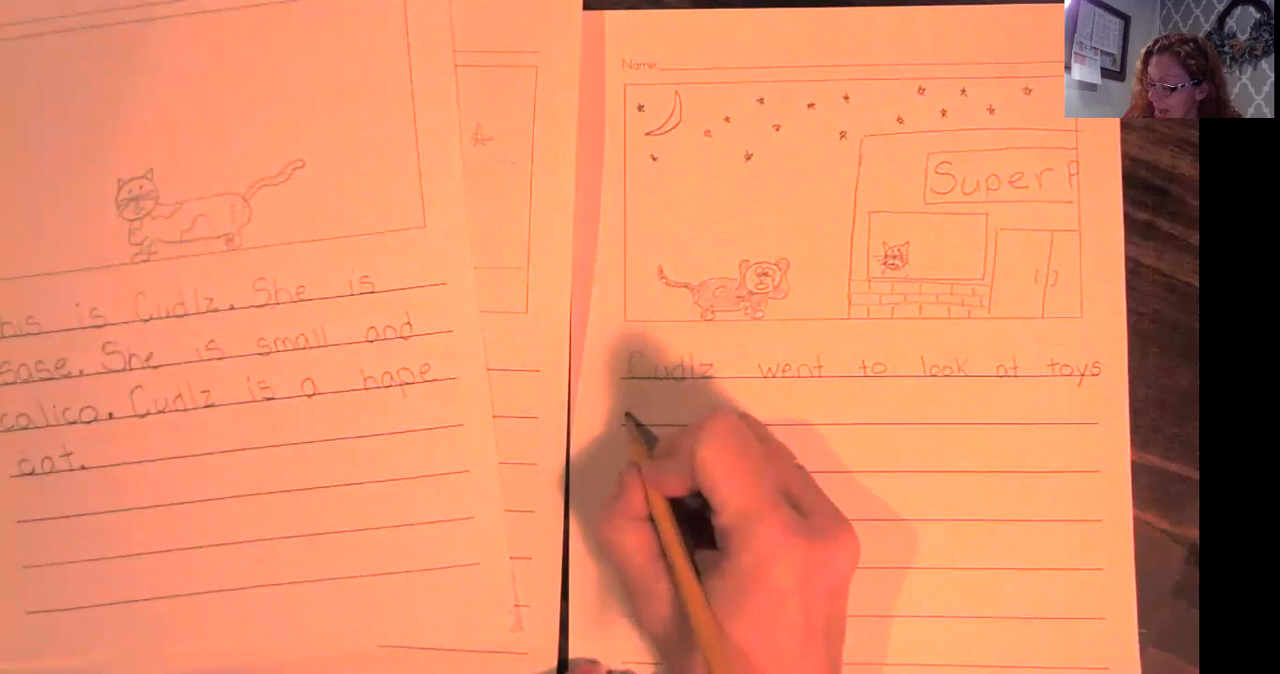 his is Cudlz. She is
sase. She is small and
calico. Cudlz is a hape
cat.
Name:
Super P
Cudlz went to look at toys